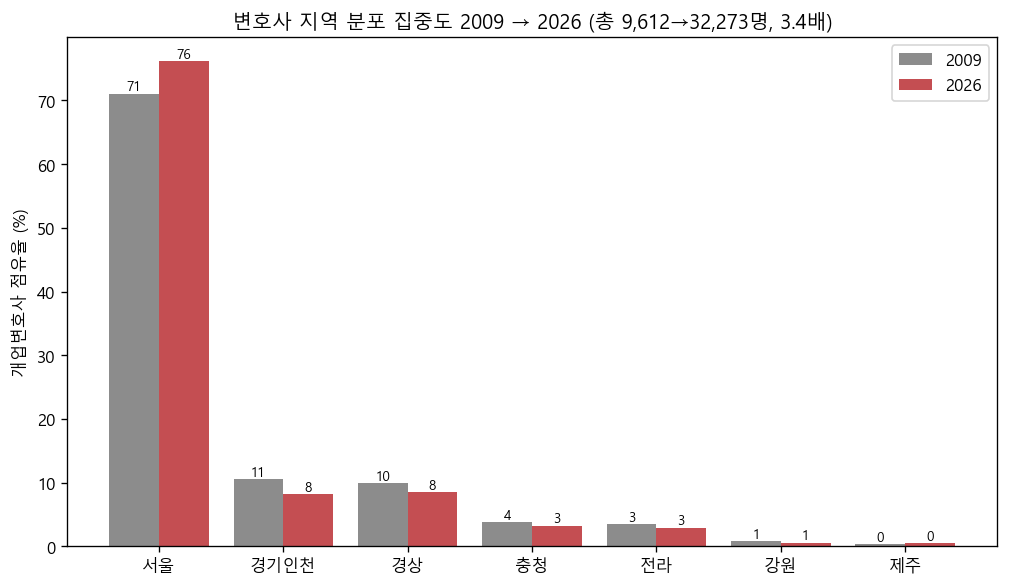 변호사 지역 분포 집중도 2009 → 2026 (총 9,612→32,273명, 3.4배)
2009
2026
개업변호사 점유율 (%)
70
60
50
40
30
20
10
0
71
76
11
8
10
8
4
3
3
3
1
1
0
0
서울
경기인천
경상
충청
전라
강원
제주